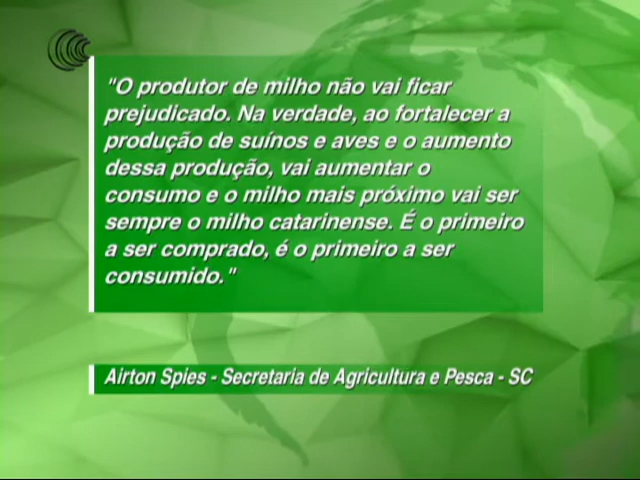 "O produtor de milho não vai ficar
prejudicado. Na verdade, ao fortalecer a
produção de suínos e aves e o aumento
dessa produção, vai aumentar o
consumo e o milho mais próximo vai ser
sempre o milho catarinense. É o primeiro
a ser comprado, é o primeiro a ser
consumido."
Airton Spies - Secretaria de Agricultura e Pesca - SC